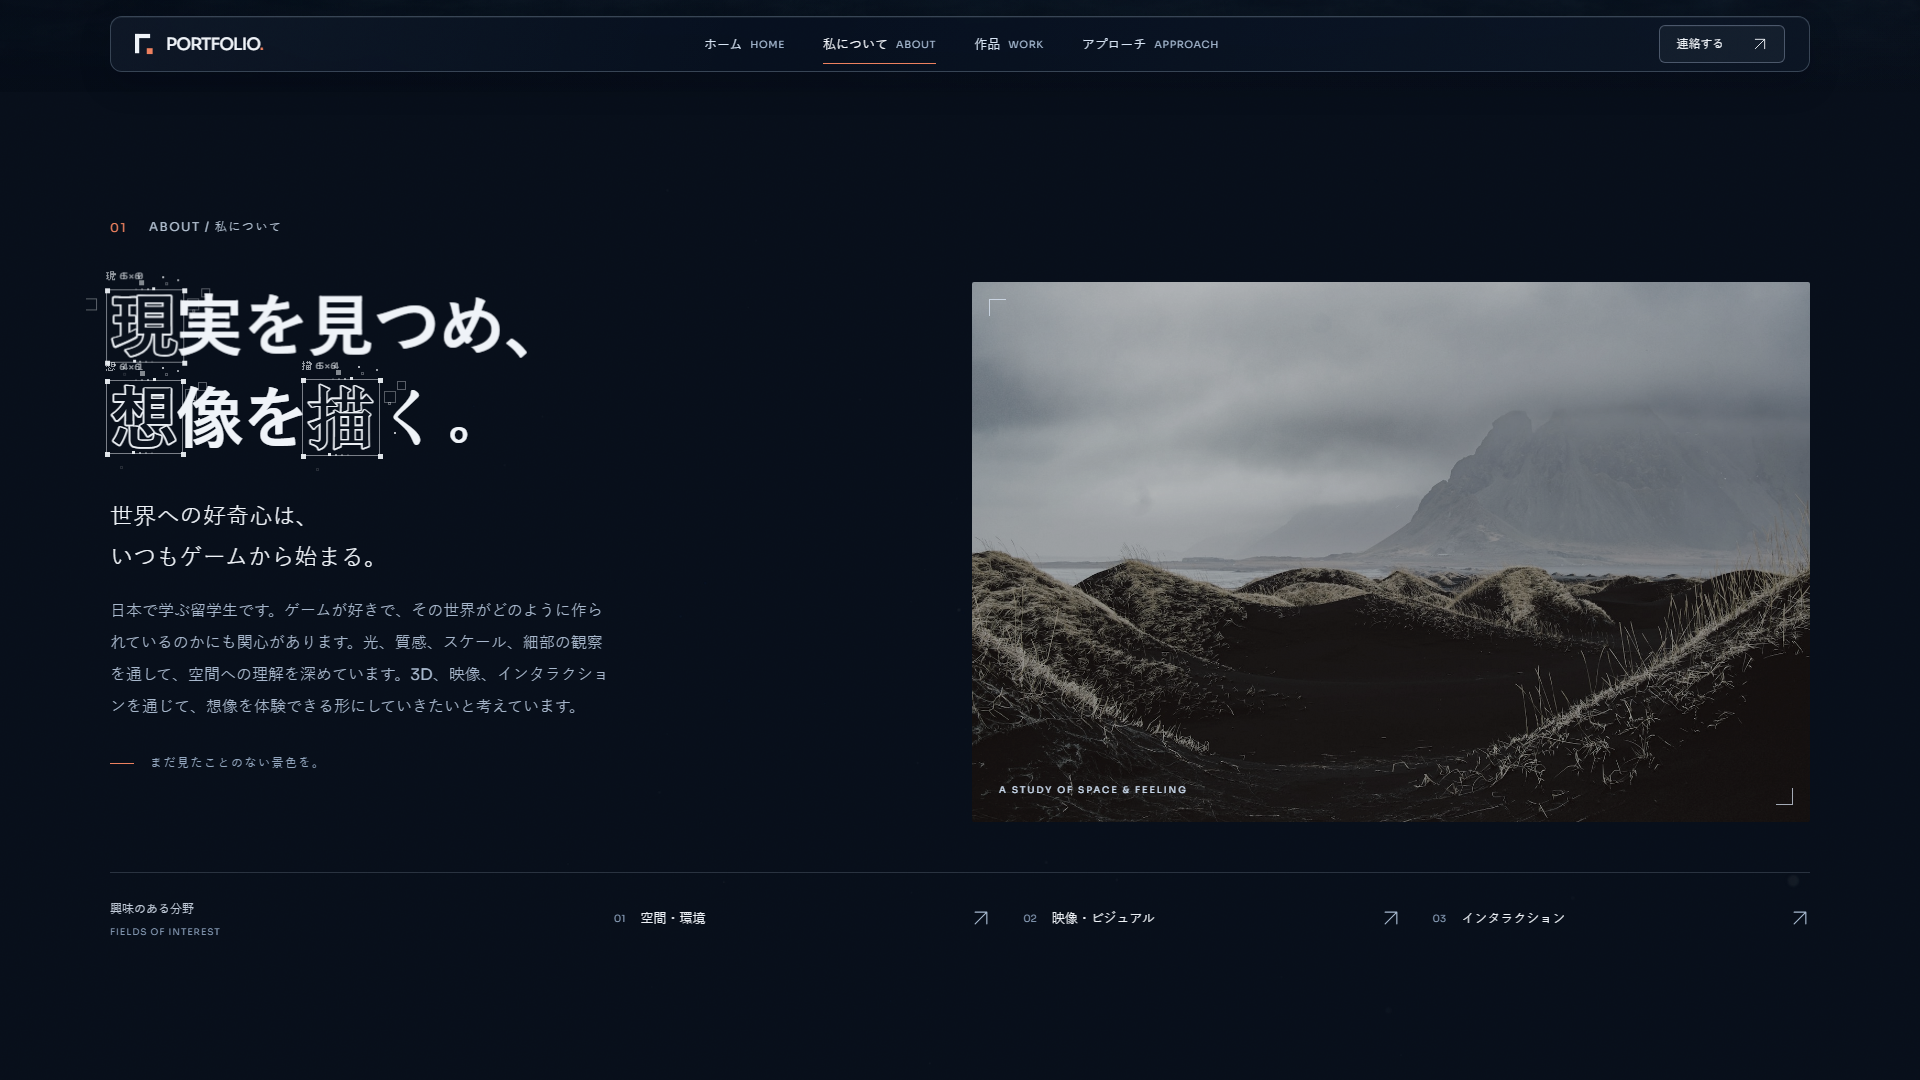 PORTFOLIO.
ホーム HOME
私について ABOUT
作品 WORK
アプローチ APPROACH
連絡する
01 ABOUT / 私について
現実を見つめ、
想像を描く。
世界への好奇心は、
いつもゲームから始まる。
日本で学ぶ留学生です。ゲームが好きで、その世界がどのように作ら
れているのかにも関心があります。光、質感、スケール、細部の観察
を通して、空間への理解を深めています。3D、映像、インタラクショ
ンを通じて、想像を体験できる形にしていきたいと考えています。
まだ見たことのない景色を。
A STUDY OF SPACE & FEELING
興味のある分野
FIELDS OF INTEREST
01 空間・環境
02 映像・ビジュアル
03 インタラクション